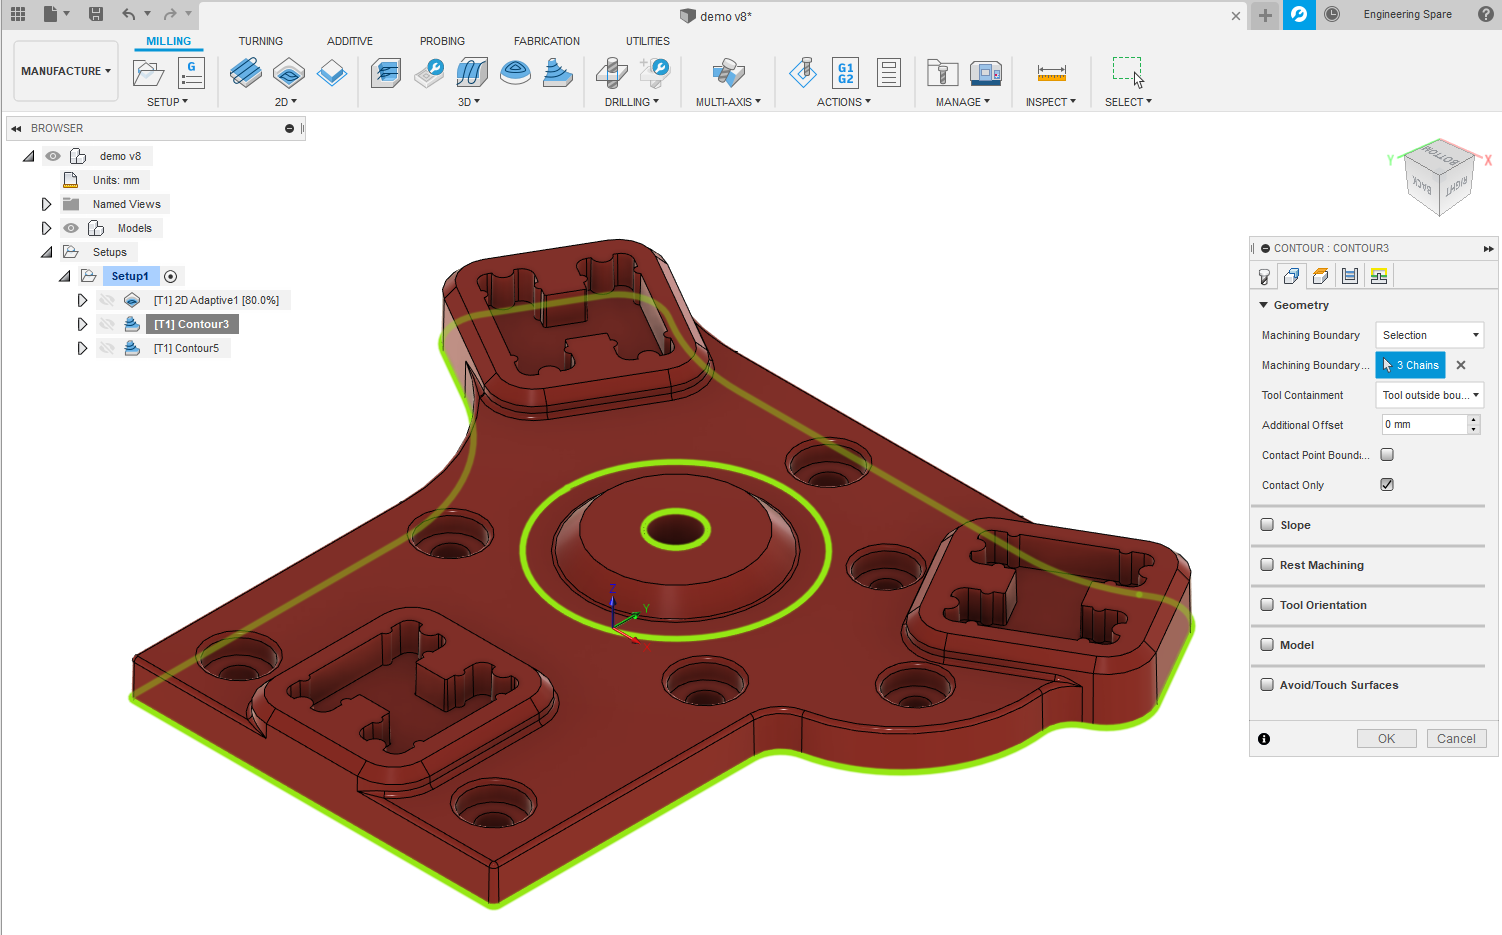 demo v8*
Engineering Spare
MILLING TURNING ADDITIVE PROBING FABRICATION UTILITIES
MANUFACTURE
G
G1
G2
SETUP 2D 3D DRILLING MULTI-AXIS ACTIONS MANAGE INSPECT SELECT
BROWSER
demo v8
Units: mm
Named Views
Models
Setups
Setup1
[T1] 2D Adaptive1 [80.0%]
[T1] Contour3
[T1] Contour5
Y
X
BOTTOM
BACK
RIGHT
Z
Y
CONTOUR : CONTOUR3
Geometry
Machining Boundary Selection
Machining Boundary... 3 Chains
Tool Containment Tool outside bou...
Additional Offset 0 mm
Contact Point Bounda...
Contact Only
Slope
Rest Machining
Tool Orientation
Model
Avoid/Touch Surfaces
OK Cancel